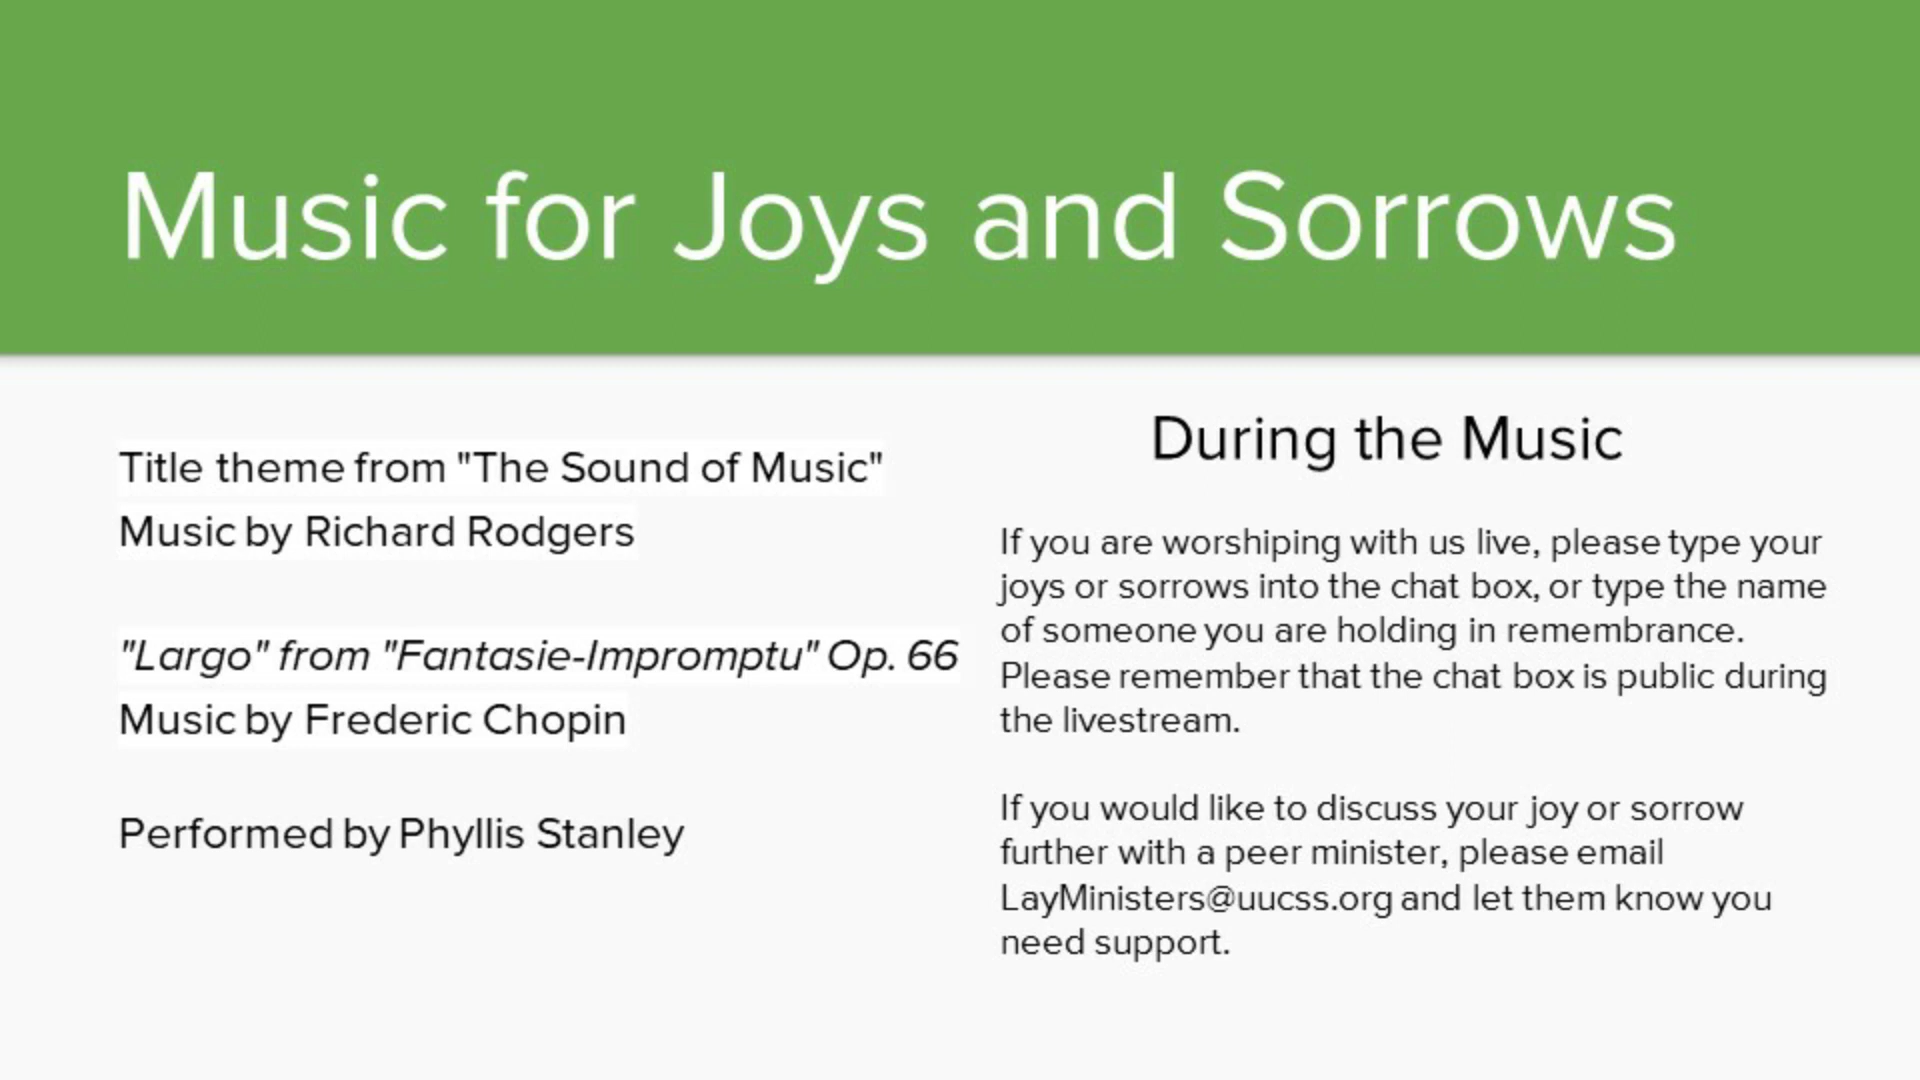 Music for Joys and Sorrows
Title theme from "The Sound of Music"
Music by Richard Rodgers
"Largo" from "Fantasie-Impromptu" Op. 66
Music by Frederic Chopin
Performed by Phyllis Stanley
During the Music
If you are worshiping with us live, please type your
joys or sorrows into the chat box, or type the name
of someone you are holding in remembrance.
Please remember that the chat box is public during
the livestream.
If you would like to discuss your joy or sorrow
further with a peer minister, please email
LayMinisters@uucss.org and let them know you
need support.